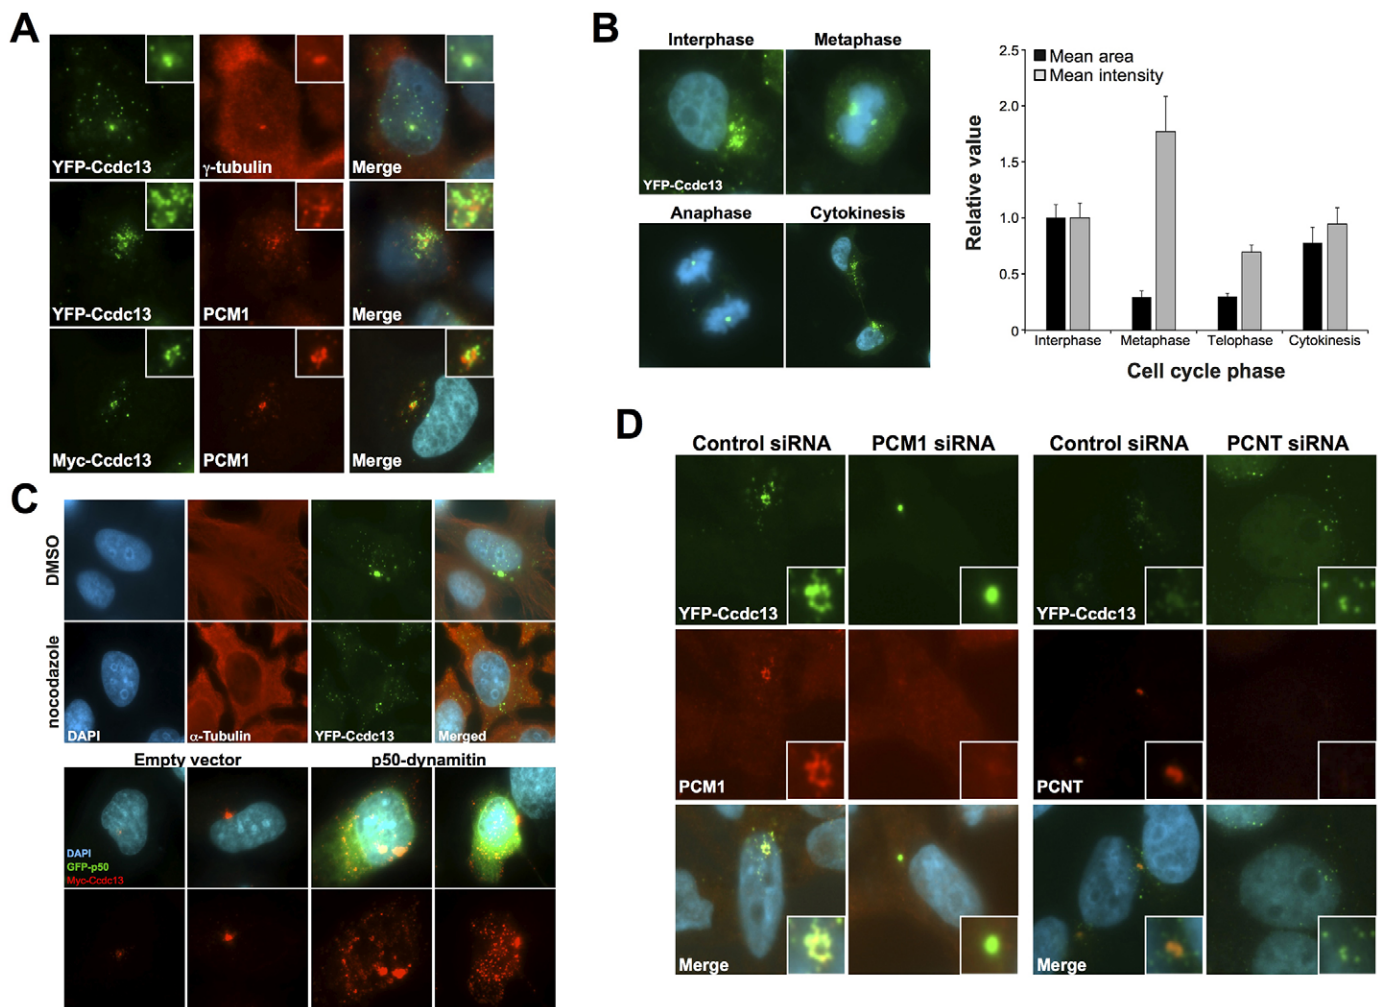 A
YFP-Ccdc13
γ-tubulin
Merge
YFP-Ccdc13
PCM1
Merge
Myc-Ccdc13
PCM1
Merge
B
Interphase
Metaphase
YFP-Ccdc13
Anaphase
Cytokinesis
2.5
2.0
1.5
1.0
0.5
0
Relative value
Mean area
Mean intensity
Interphase
Metaphase
Telophase
Cytokinesis
Cell cycle phase
C
DMSO
nocodazole
DAPI
α-Tubulin
YFP-Ccdc13
Merged
Empty vector
p50-dynamitin
DAPI
GFP-p50
Myc-Ccdc13
D
Control siRNA
PCM1 siRNA
Control siRNA
PCNT siRNA
YFP-Ccdc13
YFP-Ccdc13
PCM1
PCNT
Merge
Merge